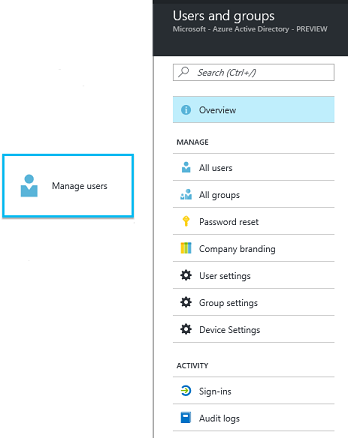 Users and groups
Microsoft - Azure Active Directory - PREVIEW
Search (Ctrl+/)
Overview
MANAGE
All users
Manage users
All groups
Password reset
Company branding
User settings
Group settings
Device Settings
ACTIVITY
Sign-ins
Audit logs